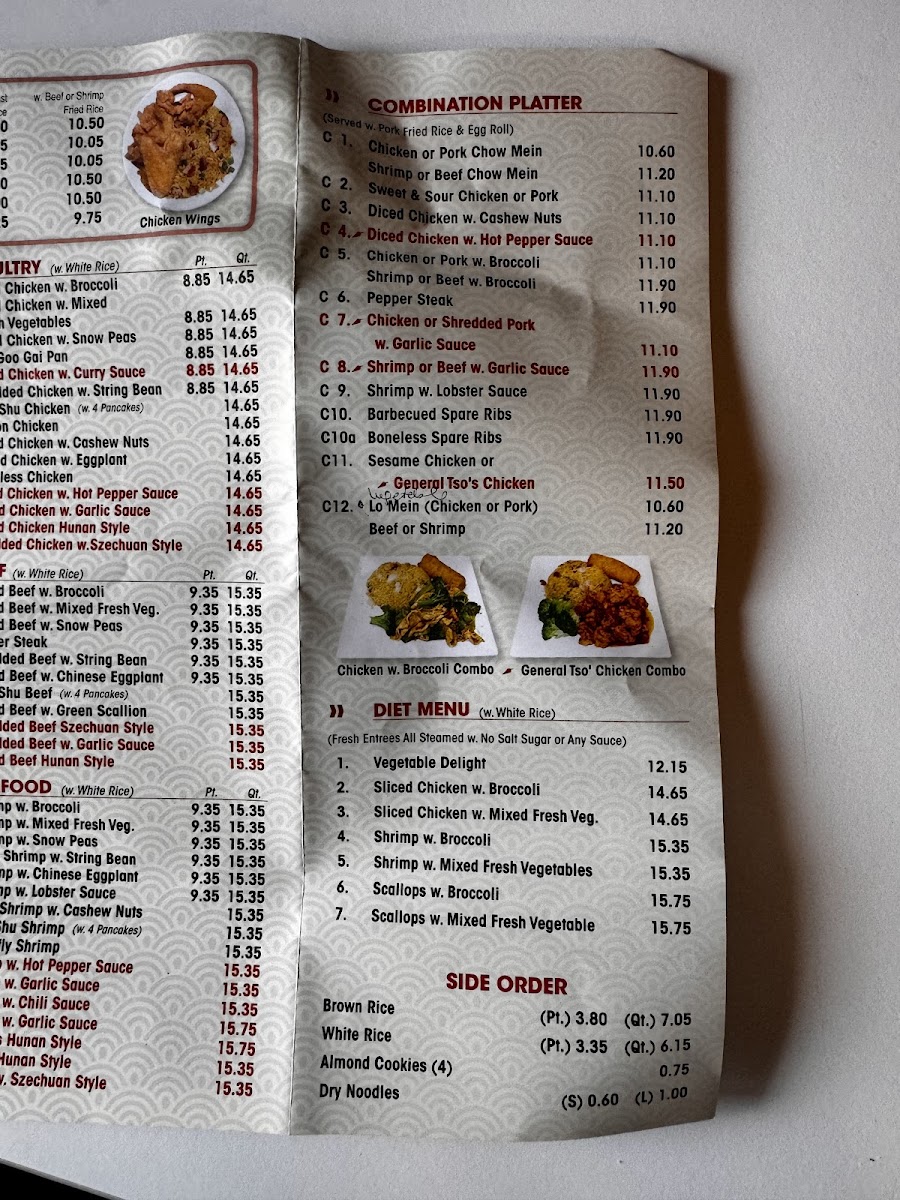 w. Beef or Shrimp
Fried Rice
10.50
10.05
10.05
10.50
10.50
9.75
Chicken Wings
(w. White Rice) Pt. Qt.
Chicken w. Broccoli 8.85 14.65
Chicken w. Mixed
Vegetables 8.85 14.65
Chicken w. Snow Peas 8.85 14.65
Goo Gai Pan 8.85 14.65
Chicken w. Curry Sauce 8.85 14.65
Chicken w. String Bean 8.85 14.65
Shu Chicken (w. 4 Pancakes) 14.65
Chicken 14.65
Chicken w. Cashew Nuts 14.65
Chicken w. Eggplant 14.65
Chicken 14.65
Chicken w. Hot Pepper Sauce 14.65
Chicken w. Garlic Sauce 14.65
Chicken Hunan Style 14.65
Chicken w.Szechuan Style 14.65
(w. White Rice) Pt. Qt.
Beef w. Broccoli 9.35 15.35
Beef w. Mixed Fresh Veg. 9.35 15.35
Beef w. Snow Peas 9.35 15.35
Steak 9.35 15.35
Beef w. String Bean 9.35 15.35
Beef w. Chinese Eggplant 9.35 15.35
Shu Beef (w. 4 Pancakes) 15.35
Beef w. Green Scallion 15.35
Beef Szechuan Style 15.35
Beef w. Garlic Sauce 15.35
Beef Hunan Style 15.35
FOOD (w. White Rice) Pt. Qt.
w. Broccoli 9.35 15.35
w. Mixed Fresh Veg. 9.35 15.35
w. Snow Peas 9.35 15.35
Shrimp w. String Bean 9.35 15.35
w. Chinese Eggplant 9.35 15.35
w. Lobster Sauce 9.35 15.35
Shrimp w. Cashew Nuts 15.35
Shu Shrimp (w. 4 Pancakes) 15.35
Shrimp 15.35
w. Hot Pepper Sauce 15.35
w. Garlic Sauce 15.35
w. Chili Sauce 15.35
w. Garlic Sauce 15.75
Hunan Style 15.75
Hunan Style 15.35
w. Szechuan Style 15.35
COMBINATION PLATTER
(Served w. Pork Fried Rice & Egg Roll)
C 1. Chicken or Pork Chow Mein 10.60
Shrimp or Beef Chow Mein 11.20
C 2. Sweet & Sour Chicken or Pork 11.10
C 3. Diced Chicken w. Cashew Nuts 11.10
C 4. Diced Chicken w. Hot Pepper Sauce 11.10
C 5. Chicken or Pork w. Broccoli 11.10
Shrimp or Beef w. Broccoli 11.90
C 6. Pepper Steak 11.90
C 7. Chicken or Shredded Pork
w. Garlic Sauce 11.10
C 8. Shrimp or Beef w. Garlic Sauce 11.90
C 9. Shrimp w. Lobster Sauce 11.90
C10. Barbecued Spare Ribs 11.90
C10a Boneless Spare Ribs 11.90
C11. Sesame Chicken or
General Tso's Chicken 11.50
Vegetable
C12. Lo Mein (Chicken or Pork) 10.60
Beef or Shrimp 11.20
Chicken w. Broccoli Combo General Tso' Chicken Combo
DIET MENU (w. White Rice)
(Fresh Entrees All Steamed w. No Salt Sugar or Any Sauce)
1. Vegetable Delight 12.15
2. Sliced Chicken w. Broccoli 14.65
3. Sliced Chicken w. Mixed Fresh Veg. 14.65
4. Shrimp w. Broccoli 15.35
5. Shrimp w. Mixed Fresh Vegetables 15.35
6. Scallops w. Broccoli 15.75
7. Scallops w. Mixed Fresh Vegetable 15.75
SIDE ORDER
Brown Rice (Pt.) 3.80 (Qt.) 7.05
White Rice (Pt.) 3.35 (Qt.) 6.15
Almond Cookies (4) 0.75
Dry Noodles (S) 0.60 (L) 1.00